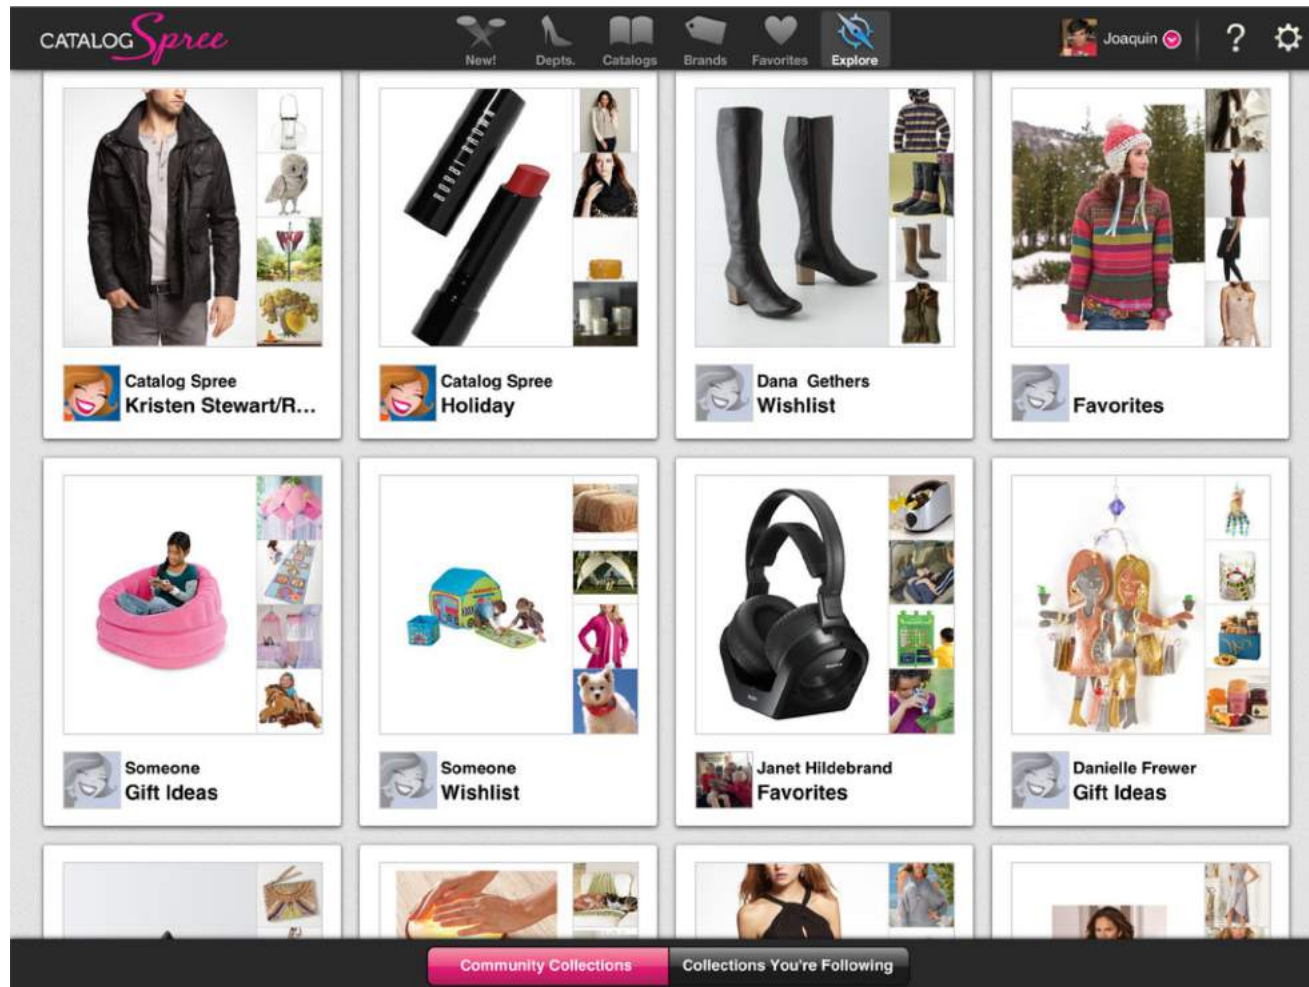 CATALOG Spree
New!
Depts.
Catalogs
Brands
Favorites
Explore
Joaquin
?
BOBBI BROWN
Catalog Spree
Kristen Stewart/R...
Catalog Spree
Holiday
Dana Gethers
Wishlist
Favorites
Someone
Gift Ideas
Someone
Wishlist
Janet Hildebrand
Favorites
Danielle Frewer
Gift Ideas
Community Collections
Collections You're Following